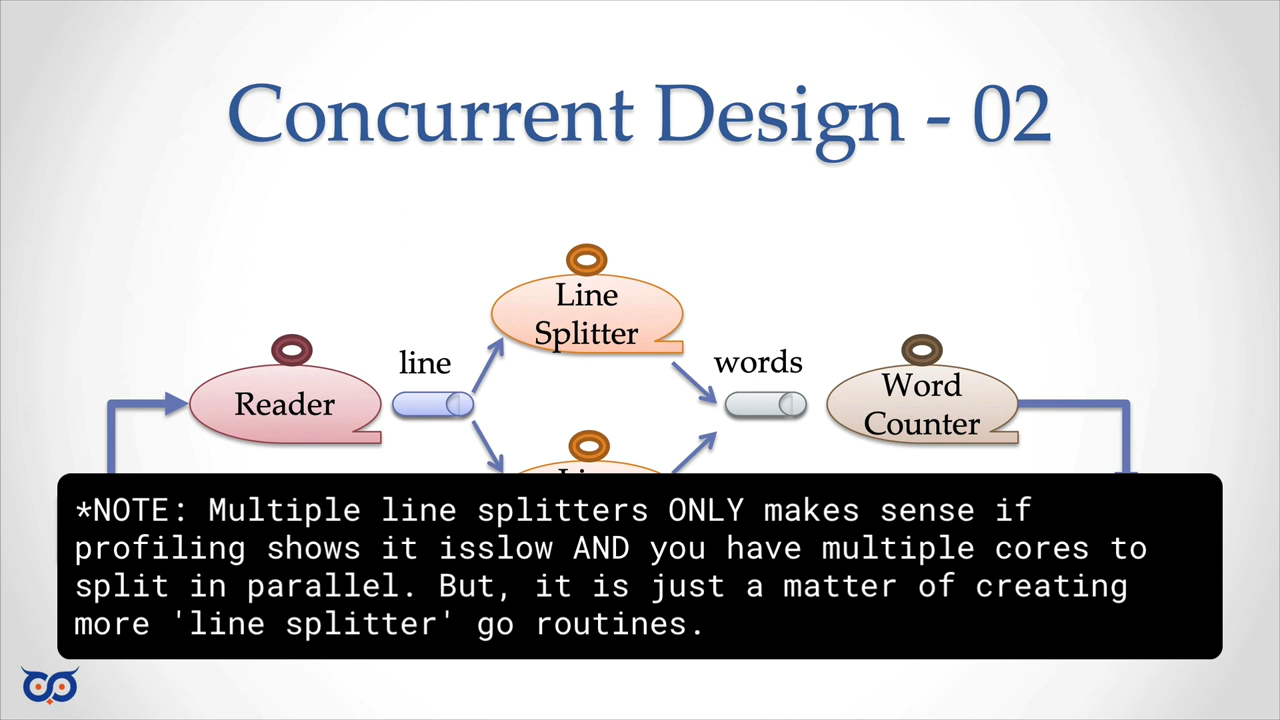 Concurrent Design - 02
Line
Splitter
line
words
Reader
Word
Counter
*NOTE: Multiple line splitters ONLY makes sense if
profiling shows it isslow AND you have multiple cores to
split in parallel. But, it is just a matter of creating
more 'line splitter' go routines.